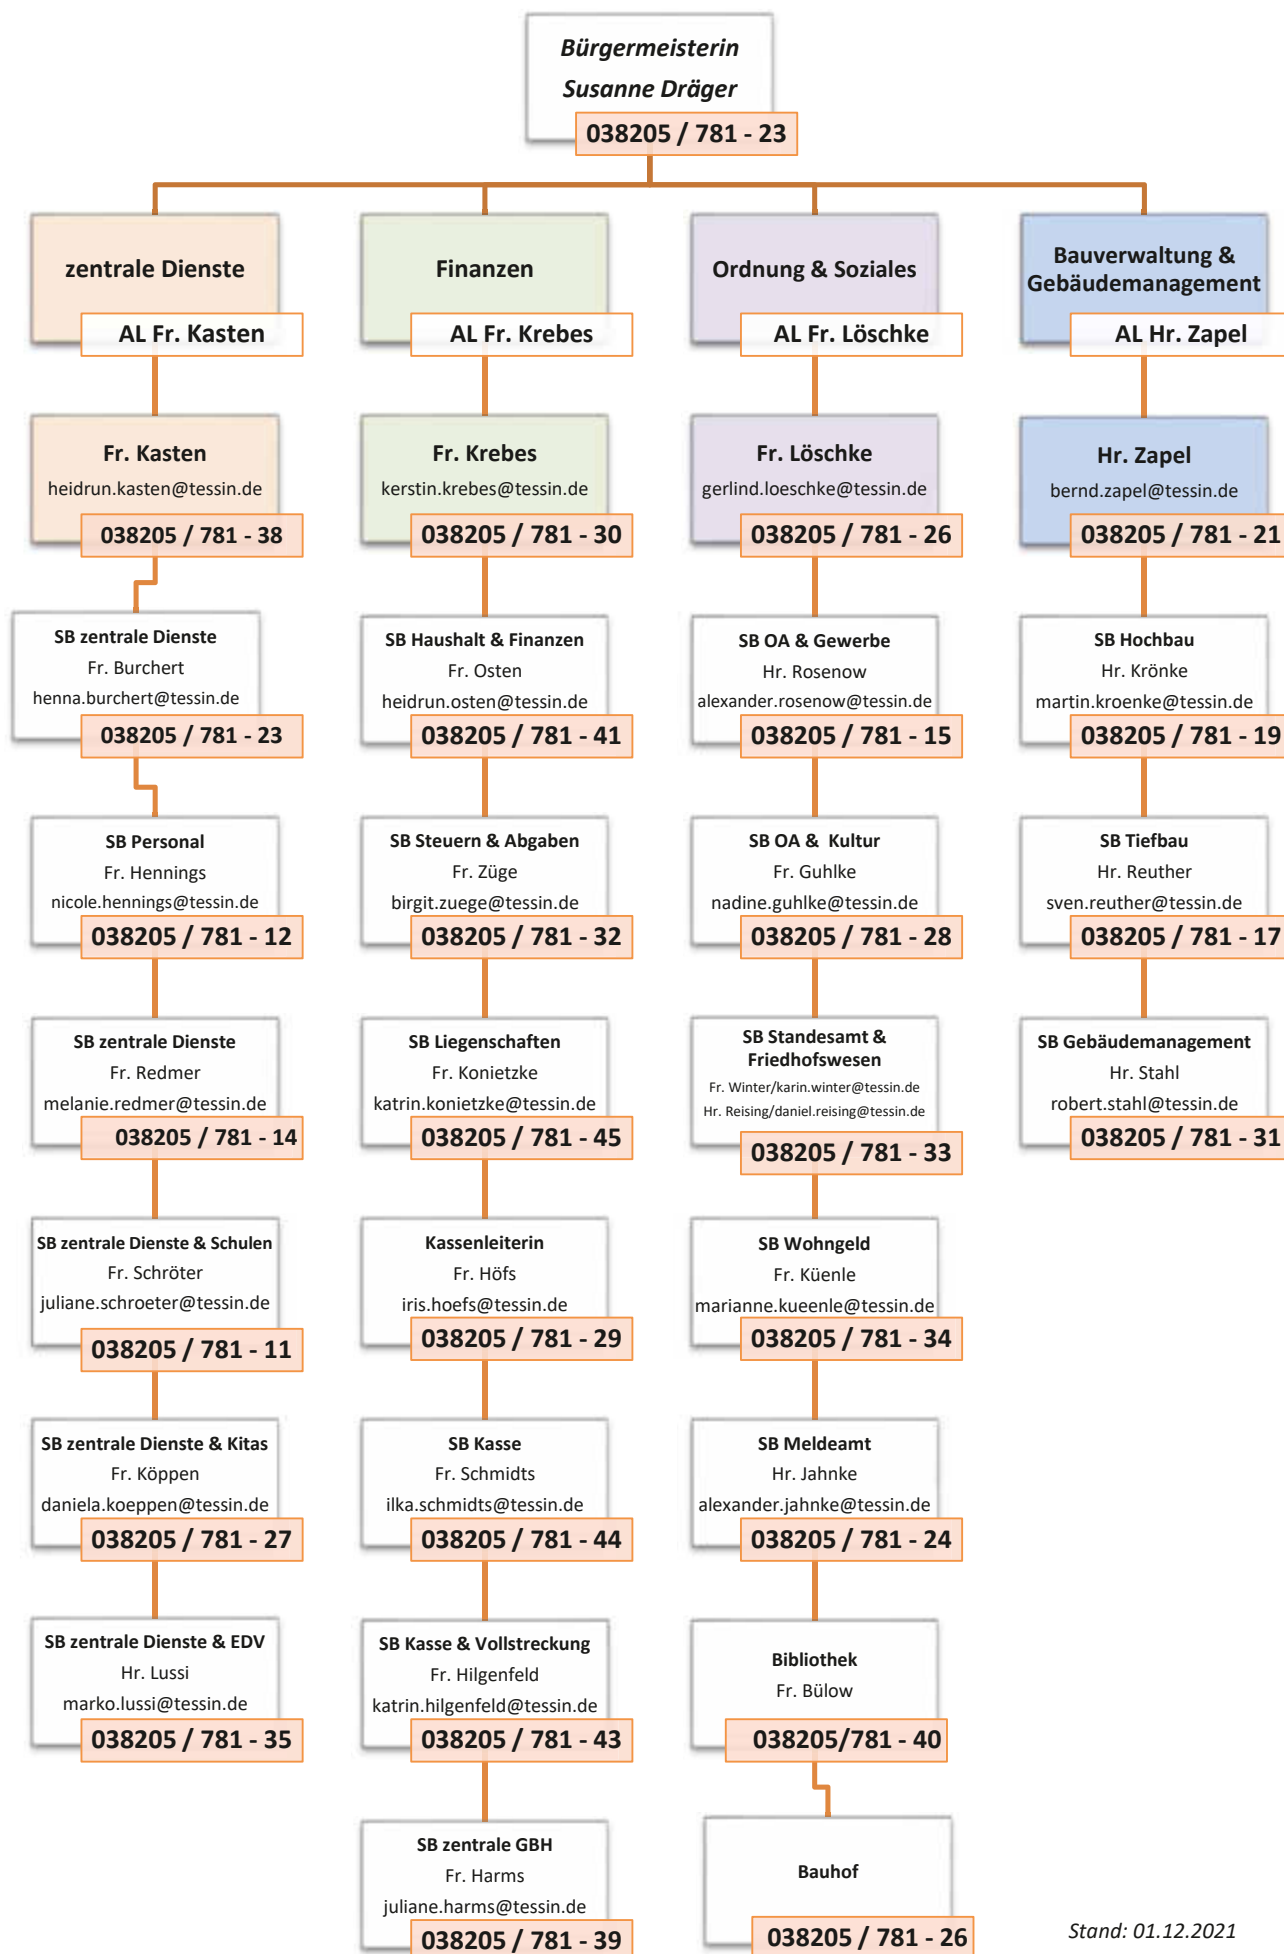 Bürgermeisterin
Susanne Dräger
038205 / 781 - 23
zentrale Dienste
AL Fr. Kasten
Fr. Kasten
heidrun.kasten@tessin.de
038205 / 781 - 38
SB zentrale Dienste
Fr. Burchert
henna.burchert@tessin.de
038205 / 781 - 23
SB Personal
Fr. Hennings
nicole.hennings@tessin.de
038205 / 781 - 12
SB zentrale Dienste
Fr. Redmer
melanie.redmer@tessin.de
038205 / 781 - 14
SB zentrale Dienste & Schulen
Fr. Schröter
juliane.schroeter@tessin.de
038205 / 781 - 11
SB zentrale Dienste & Kitas
Fr. Köppen
daniela.koeppen@tessin.de
038205 / 781 - 27
SB zentrale Dienste & EDV
Hr. Lussi
marko.lussi@tessin.de
038205 / 781 - 35
Finanzen
AL Fr. Krebes
Fr. Krebes
kerstin.krebes@tessin.de
038205 / 781 - 30
SB Haushalt & Finanzen
Fr. Osten
heidrun.osten@tessin.de
038205 / 781 - 41
SB Steuern & Abgaben
Fr. Züge
birgit.zuege@tessin.de
038205 / 781 - 32
SB Liegenschaften
Fr. Konietzke
katrin.konietzke@tessin.de
038205 / 781 - 45
Kassenleiterin
Fr. Höfs
iris.hoefs@tessin.de
038205 / 781 - 29
SB Kasse
Fr. Schmidts
ilka.schmidts@tessin.de
038205 / 781 - 44
SB Kasse & Vollstreckung
Fr. Hilgenfeld
katrin.hilgenfeld@tessin.de
038205 / 781 - 43
SB zentrale GBH
Fr. Harms
juliane.harms@tessin.de
038205 / 781 - 39
Ordnung & Soziales
AL Fr. Löschke
Fr. Löschke
gerlind.loeschke@tessin.de
038205 / 781 - 26
SB OA & Gewerbe
Hr. Rosenow
alexander.rosenow@tessin.de
038205 / 781 - 15
SB OA & Kultur
Fr. Guhlke
nadine.guhlke@tessin.de
038205 / 781 - 28
SB Standesamt &
Friedhofswesen
Fr. Winter/karin.winter@tessin.de
Hr. Reising/daniel.reising@tessin.de
038205 / 781 - 33
SB Wohngeld
Fr. Küenle
marianne.kueenle@tessin.de
038205 / 781 - 34
SB Meldeamt
Hr. Jahnke
alexander.jahnke@tessin.de
038205 / 781 - 24
Bibliothek
Fr. Bülow
038205/781 - 40
Bauhof
038205 / 781 - 26
Bauverwaltung &
Gebäudemanagement
AL Hr. Zapel
Hr. Zapel
bernd.zapel@tessin.de
038205 / 781 - 21
SB Hochbau
Hr. Krönke
martin.kroenke@tessin.de
038205 / 781 - 19
SB Tiefbau
Hr. Reuther
sven.reuther@tessin.de
038205 / 781 - 17
SB Gebäudemanagement
Hr. Stahl
robert.stahl@tessin.de
038205 / 781 - 31
Stand: 01.12.2021